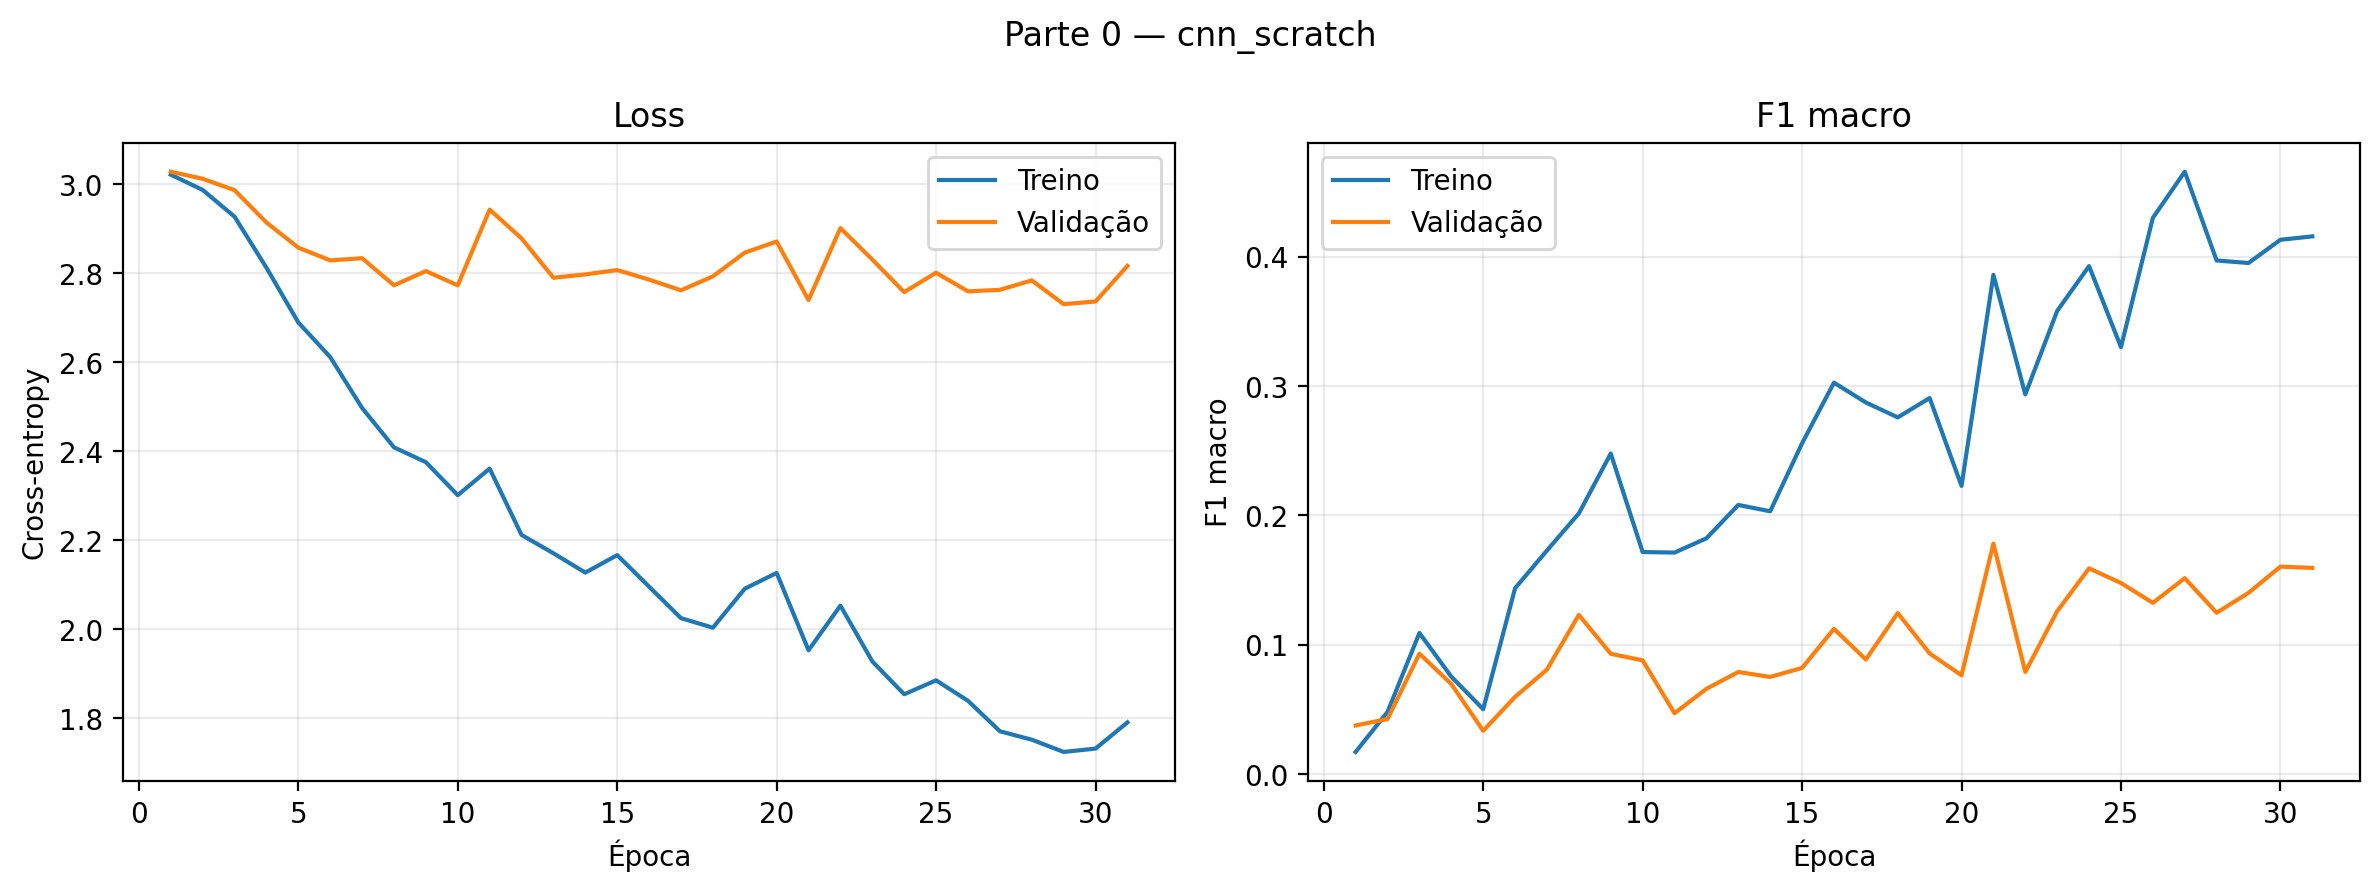 Parte 0 — cnn_scratch
Loss
Treino
Validação
3.0
2.8
2.6
2.4
2.2
2.0
1.8
Cross-entropy
0 5 10 15 20 25 30
Época
F1 macro
Treino
Validação
0.4
0.3
0.2
0.1
0.0
F1 macro
0 5 10 15 20 25 30
Época